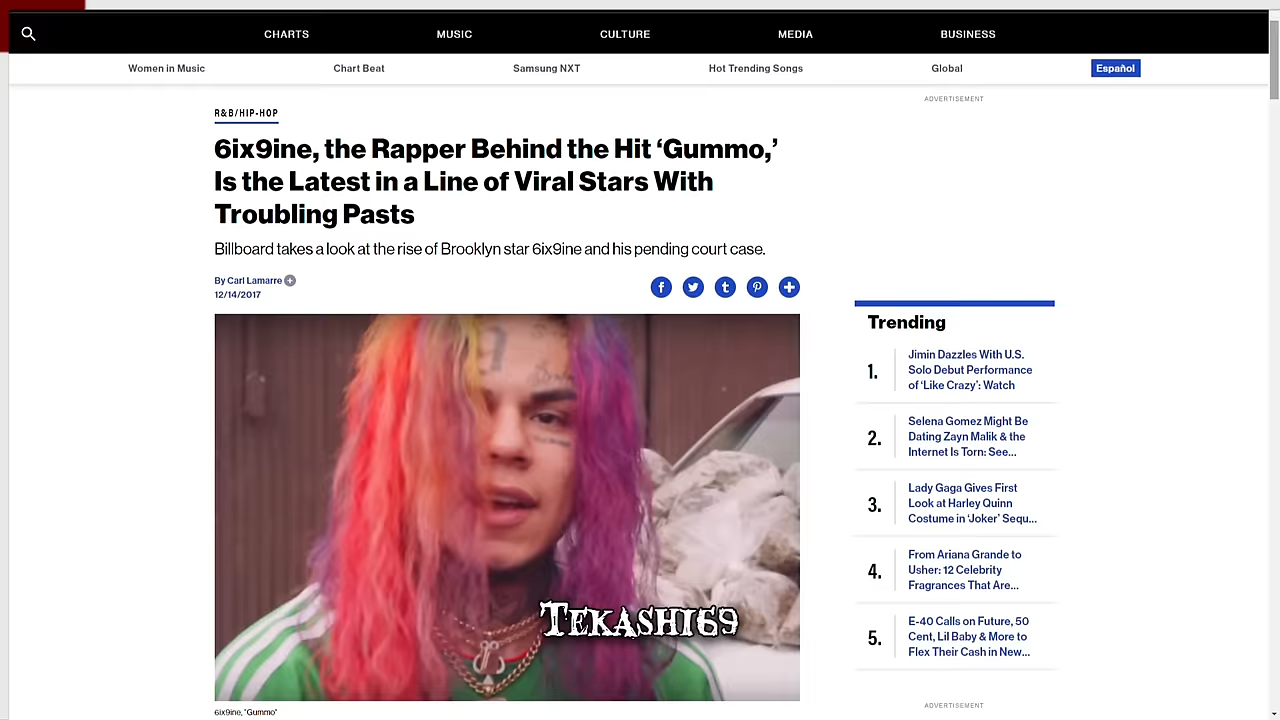 CHARTS MUSIC CULTURE MEDIA BUSINESS
Women in Music Chart Beat Samsung NXT Hot Trending Songs Global Español
R&B/HIP-HOP
6ix9ine, the Rapper Behind the Hit ‘Gummo,’
Is the Latest in a Line of Viral Stars With
Troubling Pasts
Billboard takes a look at the rise of Brooklyn star 6ix9ine and his pending court case.
By Carl Lamarre
12/14/2017
TEKASHI69
6ix9ine, "Gummo"
ADVERTISEMENT
Trending
1.
Jimin Dazzles With U.S.
Solo Debut Performance
of ‘Like Crazy’: Watch
2.
Selena Gomez Might Be
Dating Zayn Malik & the
Internet Is Torn: See...
3.
Lady Gaga Gives First
Look at Harley Quinn
Costume in ‘Joker’ Sequ...
4.
From Ariana Grande to
Usher: 12 Celebrity
Fragrances That Are...
5.
E-40 Calls on Future, 50
Cent, Lil Baby & More to
Flex Their Cash in New...
ADVERTISEMENT